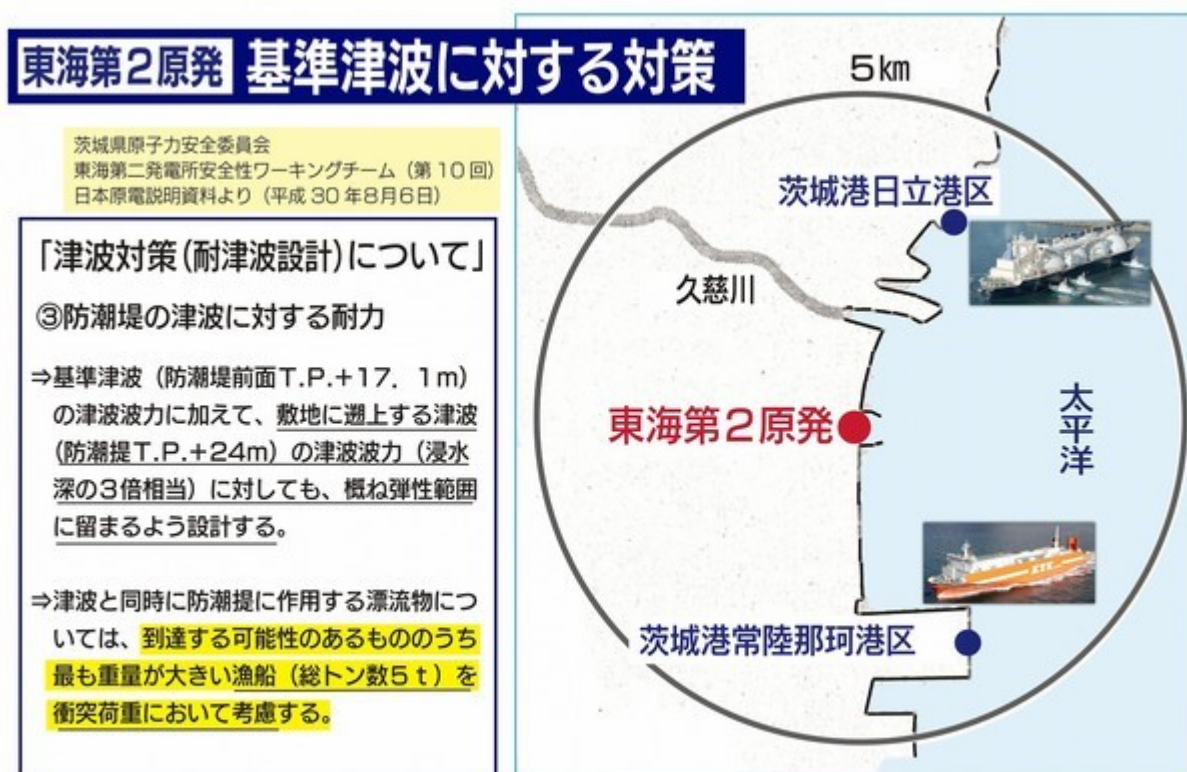 東海第2原発 基準津波に対する対策
茨城県原子力安全委員会
東海第二発電所安全性ワーキングチーム（第10回）
日本原電説明資料より（平成30年8月6日）
「津波対策(耐津波設計)について」
③防潮堤の津波に対する耐力
⇒基準津波（防潮堤前面T.P.+17．1m）
の津波波力に加えて、敷地に遡上する津波
(防潮提T.P.+24m）の津波波力（浸水
深の3倍相当）に対しても、概ね弾性範囲
に留まるよう設計する。
⇒津波と同時に防潮提に作用する漂流物につ
いては、到達する可能性のあるもののうち
最も重量が大きい漁船（総トン数5ｔ）を
衝突荷重において考慮する。
5㎞
茨城港日立港区
久慈川
東海第2原発
太平洋
茨城港常陸那珂港区